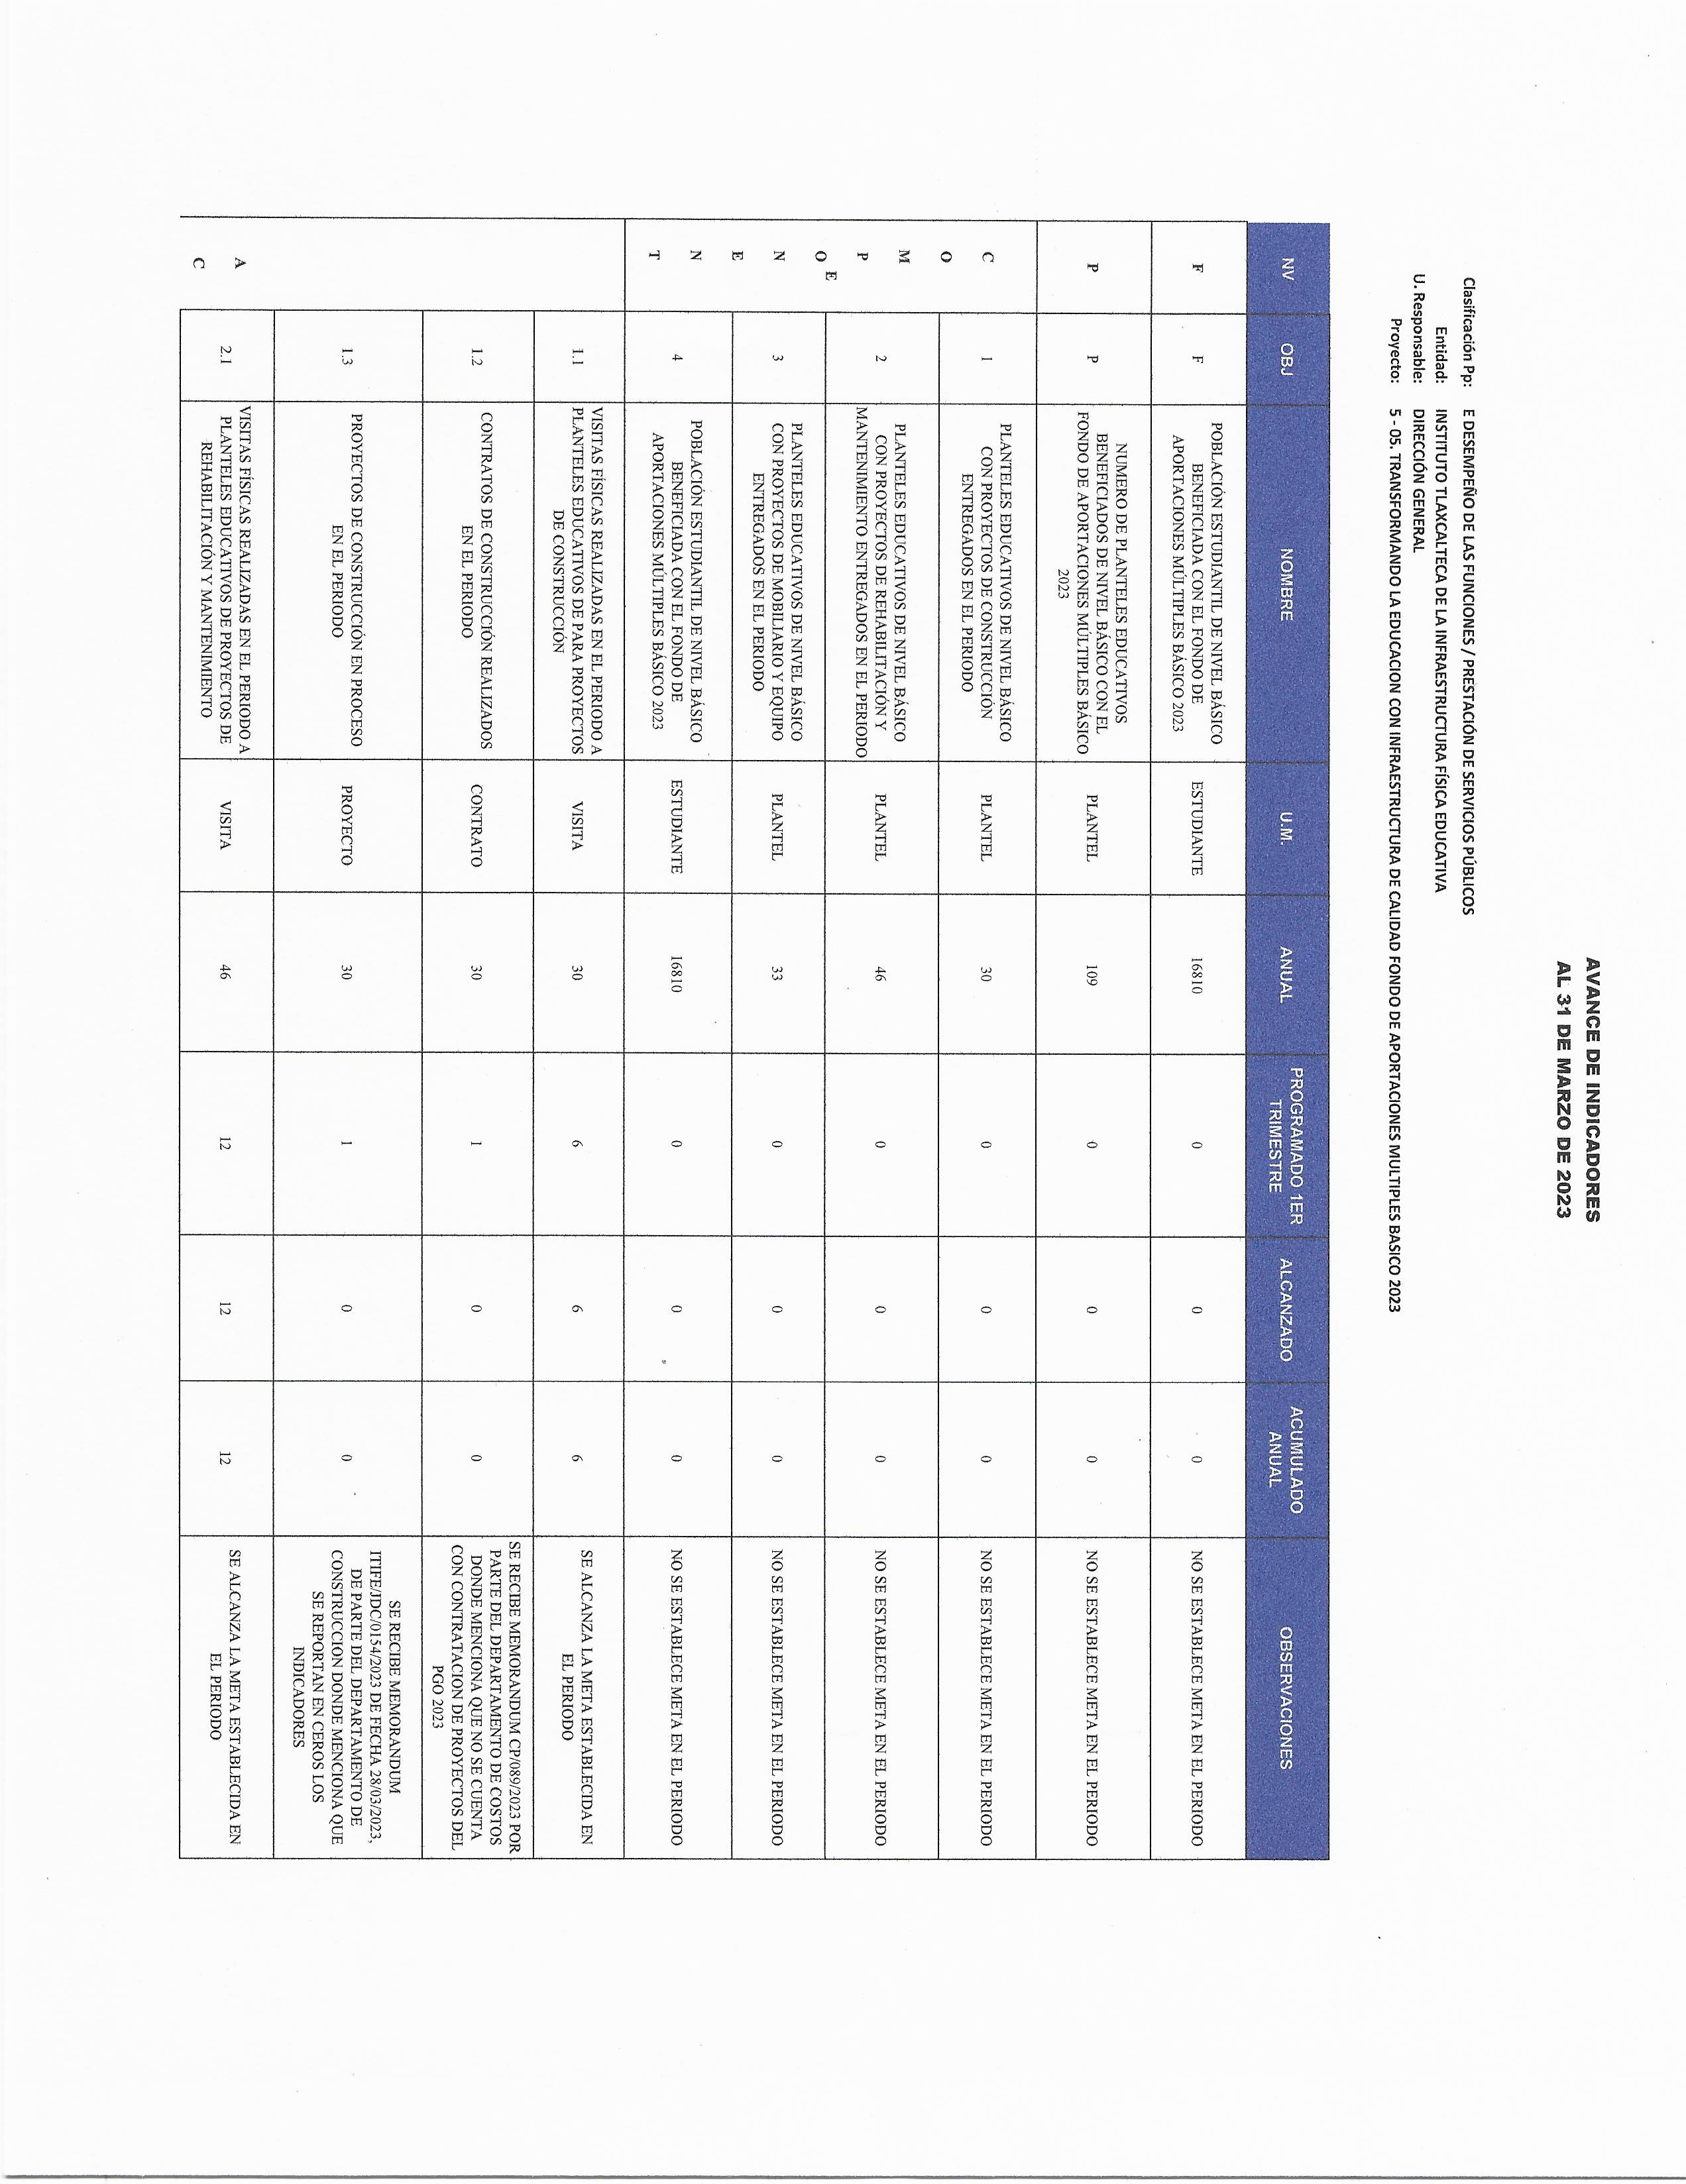 AVANCE DE INDICADORES
AL 31 DE MARZO DE 2023
Clasificación Pp: E DESEMPEÑO DE LAS FUNCIONES / PRESTACIÓN DE SERVICIOS PÚBLICOS
Entidad: INSTITUTO TLAXCALTECA DE LA INFRAESTRUCTURA FÍSICA EDUCATIVA
U. Responsable: DIRECCIÓN GENERAL
Proyecto: 5 - 05. TRANSFORMANDO LA EDUCACION CON INFRAESTRUCTURA DE CALIDAD FONDO DE APORTACIONES MULTIPLES BASICO 2023
NV OBJ NOMBRE U.M. ANUAL PROGRAMADO 1ER ALCANZADO ACUMULADO OBSERVACIONES
TRIMESTRE ANUAL
POBLACIÓN ESTUDIANTIL DE NIVEL BÁSICO
F F BENEFICIADA CON EL FONDO DE ESTUDIANTE 16810 0 0 0 NO SE ESTABLECE META EN EL PERIODO
APORTACIONES MÚLTIPLES BÁSICO 2023
NUMERO DE PLANTELES EDUCATIVOS
BENEFICIADOS DE NIVEL BÁSICO CON EL
P P FONDO DE APORTACIONES MÚLTIPLES BÁSICO PLANTEL 109 0 0 0 NO SE ESTABLECE META EN EL PERIODO
2023
C
O
M
P
O E
N
E
N
T
PLANTELES EDUCATIVOS DE NIVEL BÁSICO
1 CON PROYECTOS DE CONSTRUCCIÓN PLANTEL 30 0 0 0 NO SE ESTABLECE META EN EL PERIODO
ENTREGADOS EN EL PERIODO
PLANTELES EDUCATIVOS DE NIVEL BÁSICO
2 CON PROYECTOS DE REHABILITACIÓN Y PLANTEL 46 0 0 0 NO SE ESTABLECE META EN EL PERIODO
MANTENIMIENTO ENTREGADOS EN EL PERIODO
PLANTELES EDUCATIVOS DE NIVEL BÁSICO
3 CON PROYECTOS DE MOBILIARIO Y EQUIPO PLANTEL 33 0 0 0 NO SE ESTABLECE META EN EL PERIODO
ENTREGADOS EN EL PERIODO
POBLACIÓN ESTUDIANTIL DE NIVEL BÁSICO
4 BENEFICIADA CON EL FONDO DE ESTUDIANTE 16810 0 0 0 NO SE ESTABLECE META EN EL PERIODO
APORTACIONES MÚLTIPLES BÁSICO 2023
A
C
VISITAS FÍSICAS REALIZADAS EN EL PERIODO A
1.1 PLANTELES EDUCATIVOS DE PARA PROYECTOS VISITA 30 6 6 6 SE ALCANZA LA META ESTABLECIDA EN
DE CONSTRUCCIÓN EL PERIODO
1.2 CONTRATOS DE CONSTRUCCIÓN REALIZADOS CONTRATO 30 1 0 0 SE RECIBE MEMORANDUM CP/089/2023 POR
EN EL PERIODO PARTE DEL DEPARTAMENTO DE COSTOS
DONDE MENCIONA QUE NO SE CUENTA
CON CONTRATACION DE PROYECTOS DEL
PGO 2023
1.3 PROYECTOS DE CONSTRUCCIÓN EN PROCESO PROYECTO 30 1 0 0 SE RECIBE MEMORANDUM
EN EL PERIODO ITIFE/JDC/0154/2023 DE FECHA 28/03/2023,
DE PARTE DEL DEPARTAMENTO DE
CONSTRUCCION DONDE MENCIONA QUE
SE REPORTAN EN CEROS LOS
INDICADORES
VISITAS FÍSICAS REALIZADAS EN EL PERIODO A
2.1 PLANTELES EDUCATIVOS DE PROYECTOS DE VISITA 46 12 12 12 SE ALCANZA LA META ESTABLECIDA EN
REHABILITACIÓN Y MANTENIMIENTO EL PERIODO